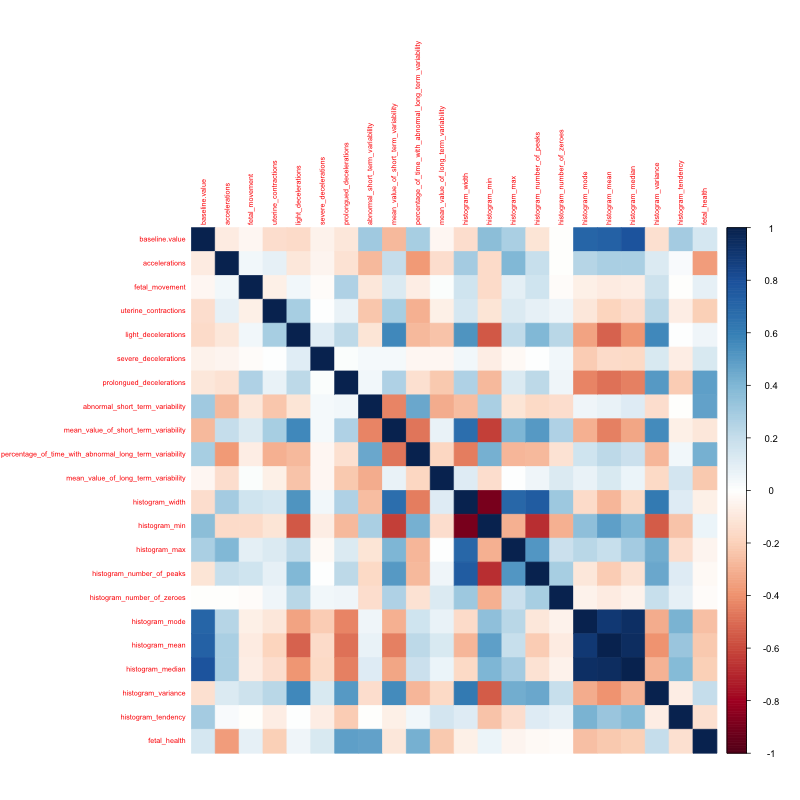 baseline.value
accelerations
fetal_movement
uterine_contractions
light_decelerations
severe_decelerations
prolongued_decelerations
abnormal_short_term_variability
mean_value_of_short_term_variability
percentage_of_time_with_abnormal_long_term_variability
mean_value_of_long_term_variability
histogram_width
histogram_min
histogram_max
histogram_number_of_peaks
histogram_number_of_zeroes
histogram_mode
histogram_mean
histogram_median
histogram_variance
histogram_tendency
fetal_health
baseline.value
accelerations
fetal_movement
uterine_contractions
light_decelerations
severe_decelerations
prolongued_decelerations
abnormal_short_term_variability
mean_value_of_short_term_variability
percentage_of_time_with_abnormal_long_term_variability
mean_value_of_long_term_variability
histogram_width
histogram_min
histogram_max
histogram_number_of_peaks
histogram_number_of_zeroes
histogram_mode
histogram_mean
histogram_median
histogram_variance
histogram_tendency
fetal_health
1
0.8
0.6
0.4
0.2
0
-0.2
-0.4
-0.6
-0.8
-1